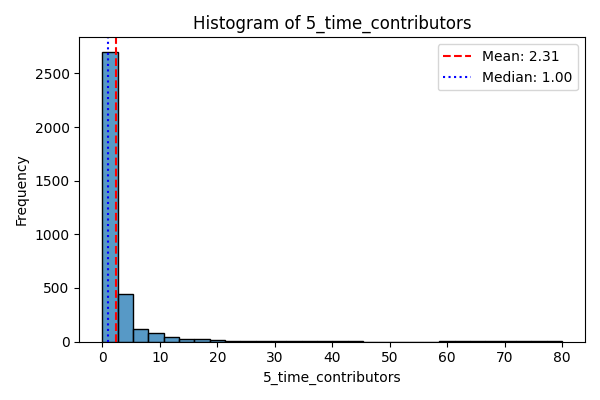 Histogram of 5_time_contributors
Mean: 2.31
Median: 1.00
Frequency
2500
2000
1500
1000
500
0
0 10 20 30 40 50 60 70 80
5_time_contributors